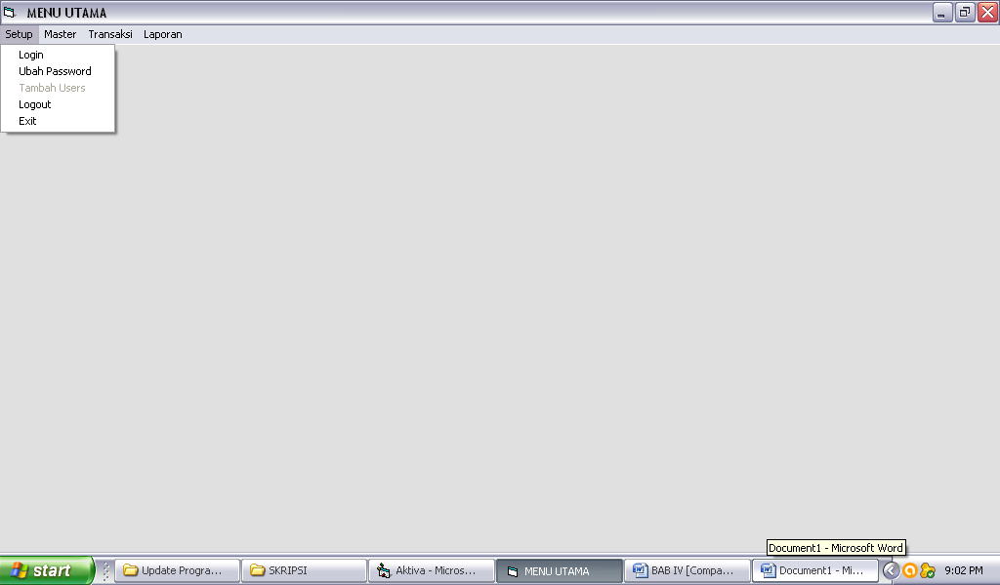 MENU UTAMA
Setup Master Transaksi Laporan
Login
Ubah Password
Tambah Users
Logout
Exit
Document1 - Microsoft Word
start Update Progra... SKRIPSI Aktiva - Micros... MENU UTAMA BAB IV [Compa... Document1 - Mi... 9:02 PM